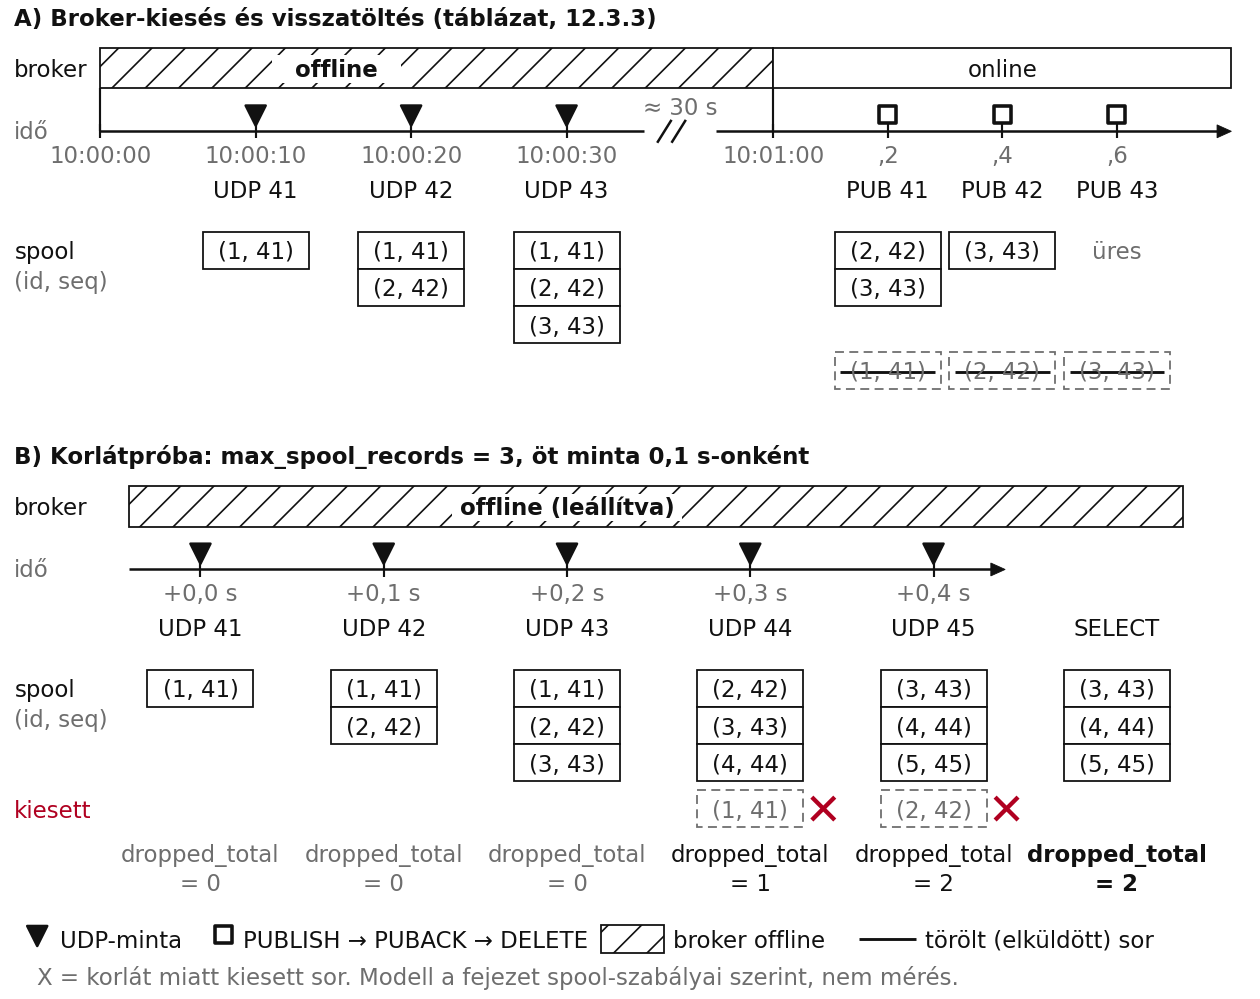 A) Broker-kiesés és visszatöltés (táblázat, 12.3.3)
broker offline online
≈ 30 s
idő
10:00:00 10:00:10 10:00:20 10:00:30 10:01:00 ,2 ,4 ,6
UDP 41 UDP 42 UDP 43 PUB 41 PUB 42 PUB 43
spool (1, 41) (1, 41) (1, 41) (2, 42) (3, 43) üres
(id, seq) (2, 42) (2, 42) (3, 43)
(3, 43)
(1, 41) (2, 42) (3, 43)
B) Korlátpróba: max_spool_records = 3, öt minta 0,1 s-onként
broker offline (leállítva)
idő
+0,0 s +0,1 s +0,2 s +0,3 s +0,4 s
UDP 41 UDP 42 UDP 43 UDP 44 UDP 45 SELECT
spool (1, 41) (1, 41) (1, 41) (2, 42) (3, 43) (3, 43)
(id, seq) (2, 42) (2, 42) (3, 43) (4, 44) (4, 44)
(3, 43) (4, 44) (5, 45) (5, 45)
kiesett (1, 41) (2, 42)
dropped_total dropped_total dropped_total dropped_total dropped_total dropped_total
= 0 = 0 = 0 = 1 = 2 = 2
UDP-minta PUBLISH → PUBACK → DELETE broker offline törölt (elküldött) sor
X = korlát miatt kiesett sor. Modell a fejezet spool-szabályai szerint, nem mérés.